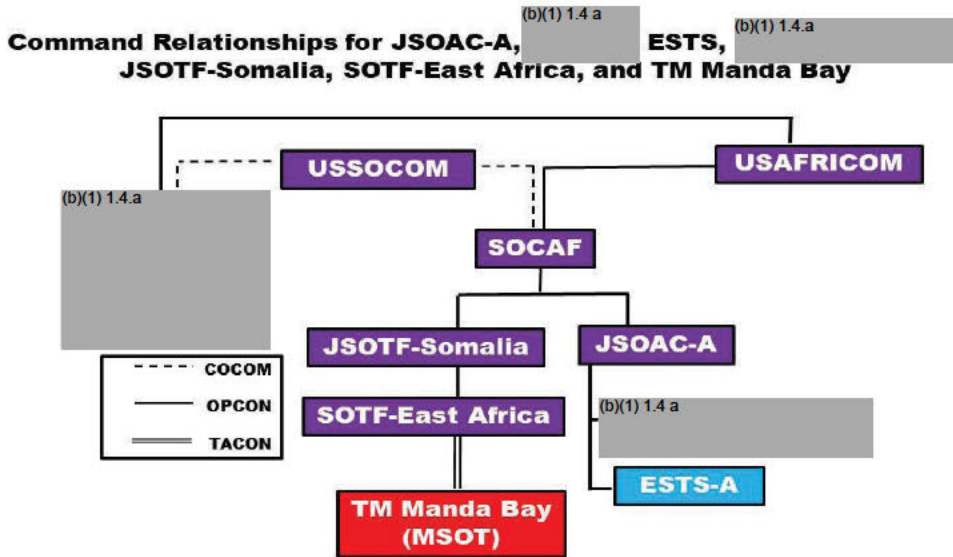 (b)(1) 1.4 a
(b)(1) 1.4.a
Command Relationships for JSOAC-A, ESTS,
JSOTF-Somalia, SOTF-East Africa, and TM Manda Bay
USSOCOM
USAFRICOM
(b)(1) 1.4.a
SOCAF
JSOTF-Somalia
JSOAC-A
COCOM
OPCON
TACON
SOTF-East Africa
(b)(1) 1.4 a
ESTS-A
TM Manda Bay
(MSOT)